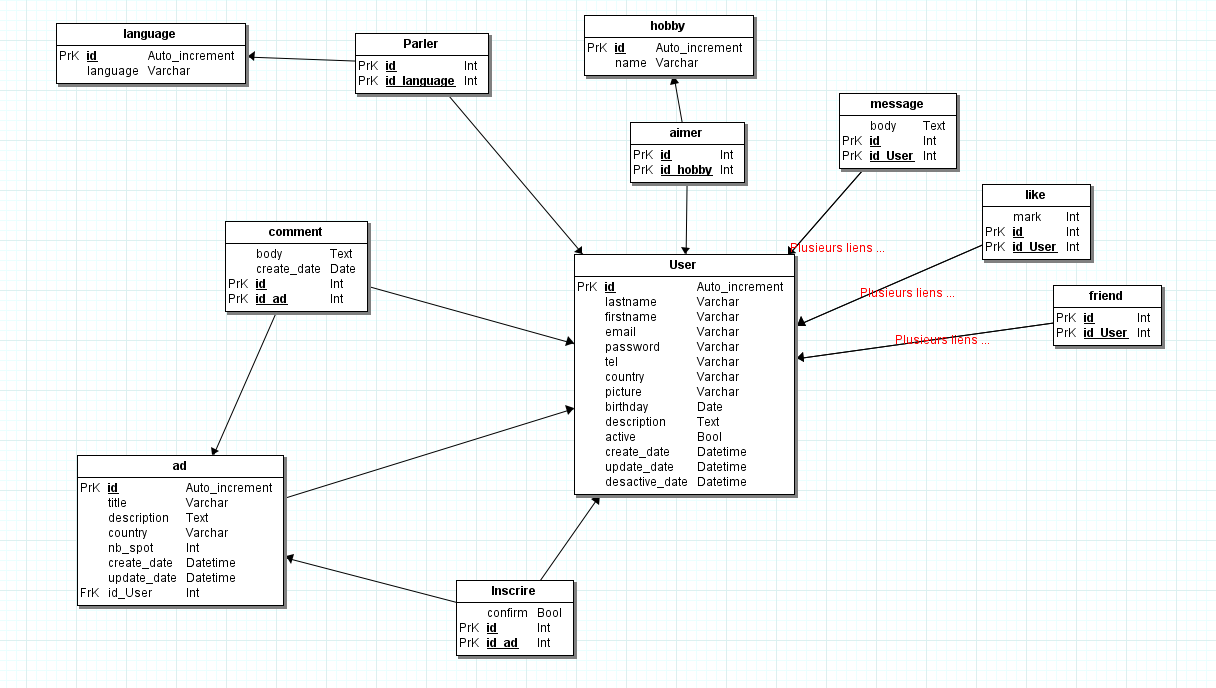 language
PrK id Auto_increment
language Varchar
Parler
PrK id Int
PrK id_language Int
hobby
PrK id Auto_increment
name Varchar
aimer
PrK id Int
PrK id_hobby Int
message
body Text
PrK id Int
PrK id_User Int
like
mark Int
PrK id Int
PrK id_User Int
friend
PrK id Int
PrK id_User Int
Plusieurs liens ...
Plusieurs liens ...
Plusieurs liens ...
comment
body Text
create_date Date
PrK id Int
PrK id_ad Int
User
PrK id Auto_increment
lastname Varchar
firstname Varchar
email Varchar
password Varchar
tel Varchar
country Varchar
picture Varchar
birthday Date
description Text
active Bool
create_date Datetime
update_date Datetime
desactive_date Datetime
ad
PrK id Auto_increment
title Varchar
description Text
country Varchar
nb_spot Int
create_date Datetime
update_date Datetime
FrK id_User Int
Inscrire
confirm Bool
PrK id Int
PrK id_ad Int